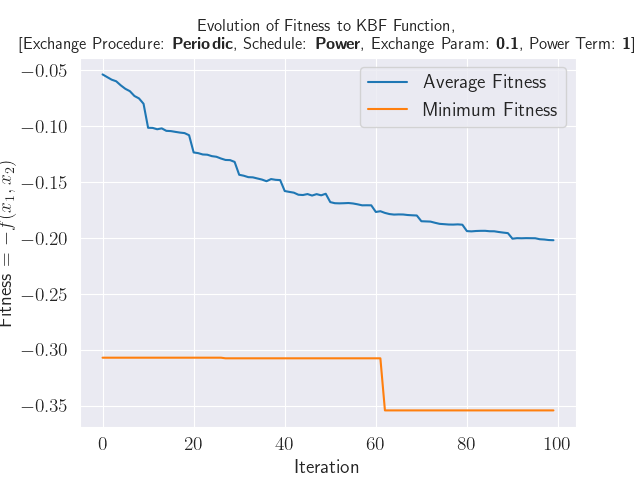 Evolution of Fitness to KBF Function,
[Exchange Procedure: Periodic, Schedule: Power, Exchange Param: 0.1, Power Term: 1]
Average Fitness
Minimum Fitness
Fitness = −f(x₁, x₂)
−0.05
−0.10
−0.15
−0.20
−0.25
−0.30
−0.35
0 20 40 60 80 100
Iteration